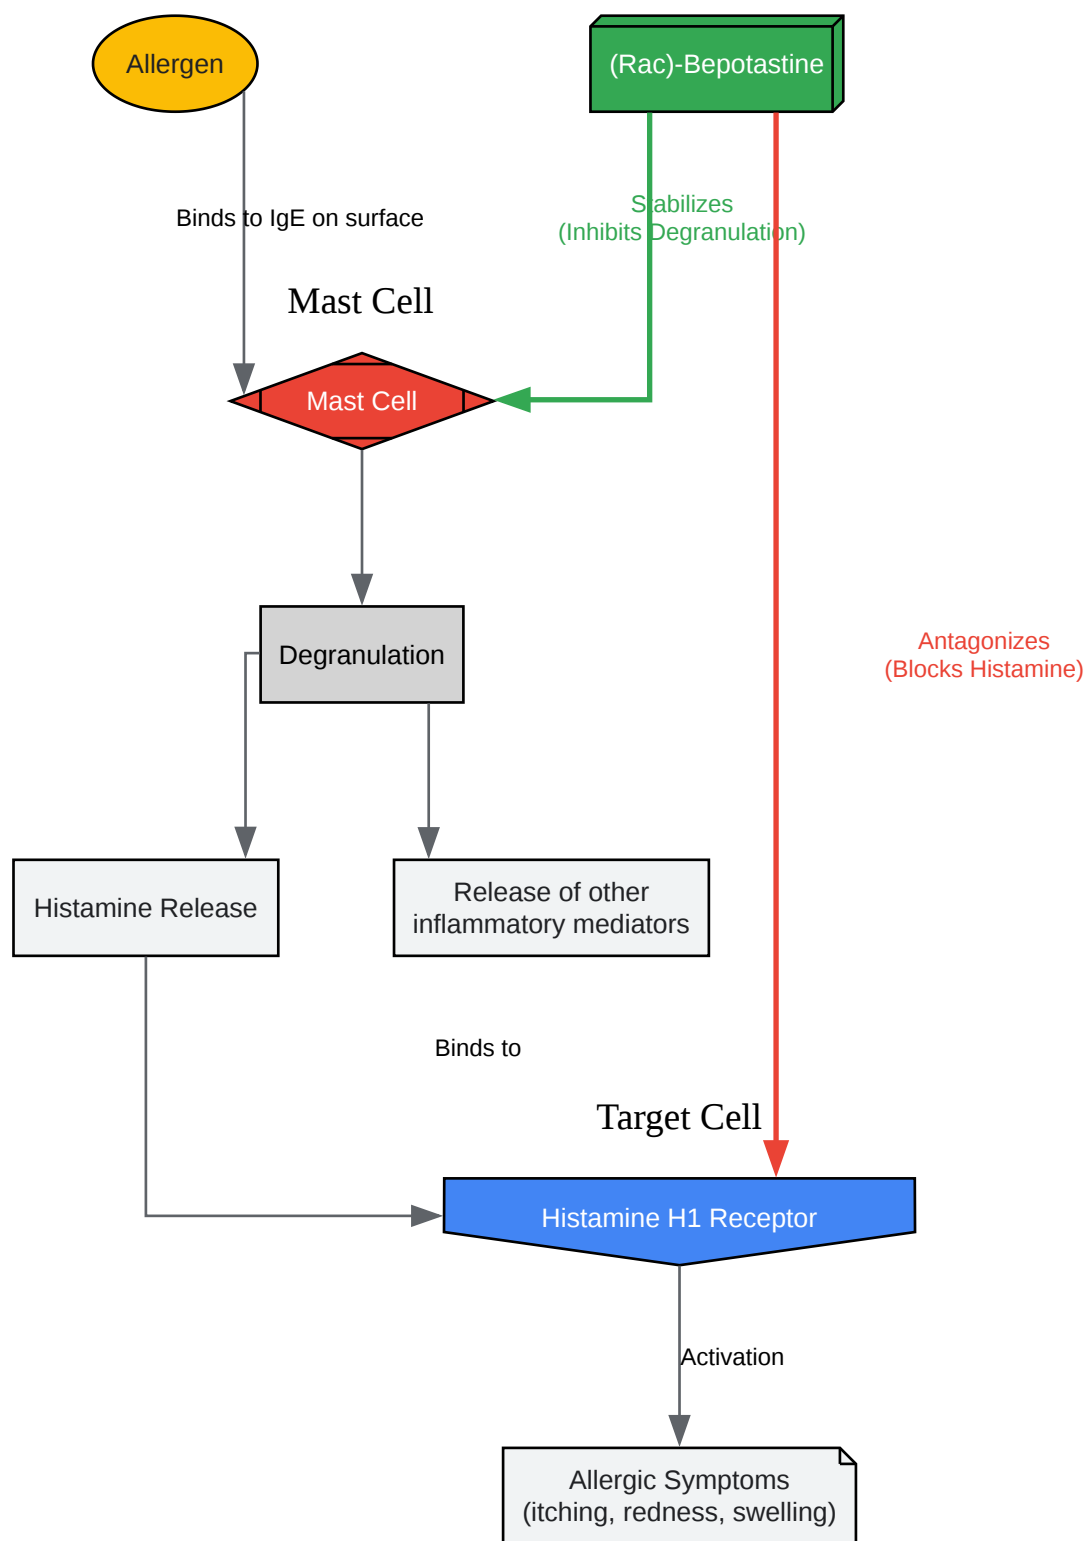 Allergen
(Rac)-Bepotastine
Binds to IgE on surface
Stabilizes
(Inhibits Degranulation)
Mast Cell
Mast Cell
Degranulation
Antagonizes
(Blocks Histamine)
Histamine Release
Release of other
inflammatory mediators
Binds to
Target Cell
Histamine H1 Receptor
Activation
Allergic Symptoms
(itching, redness, swelling)